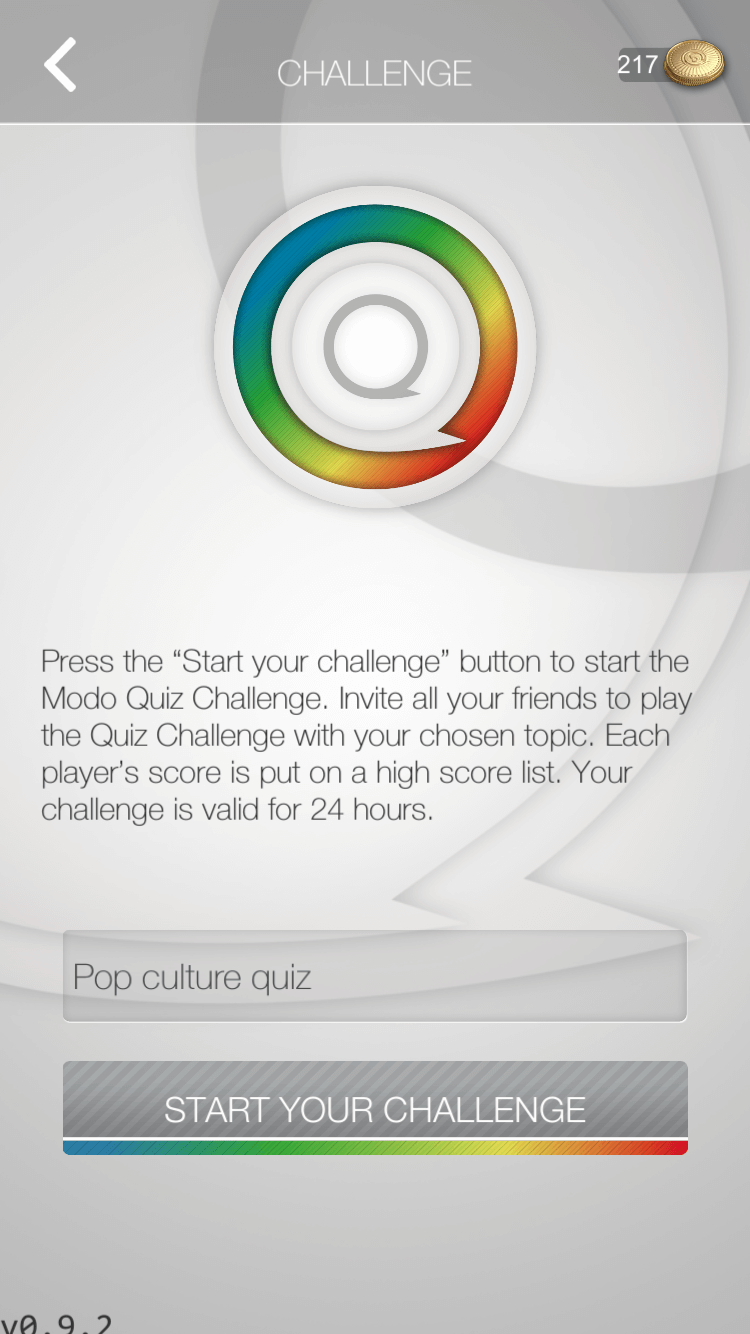 CHALLENGE
217
Press the “Start your challenge” button to start the
Modo Quiz Challenge. Invite all your friends to play
the Quiz Challenge with your chosen topic. Each
player’s score is put on a high score list. Your
challenge is valid for 24 hours.
Pop culture quiz
START YOUR CHALLENGE
v0.9.2